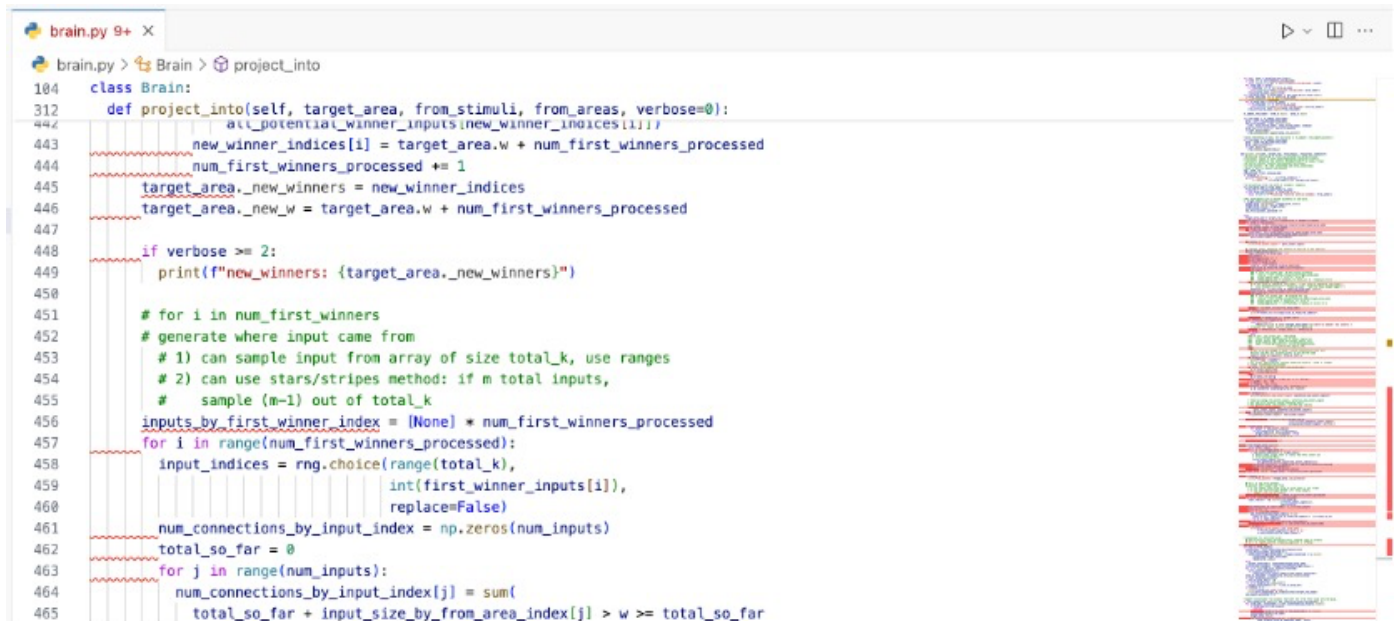 brain.py 9+
brain.py > Brain > project_into
104 class Brain:
312 def project_into(self, target_area, from_stimuli, from_areas, verbose=0):
442 all_potential_winner_inputs[new_winner_indices[i]])
443 new_winner_indices[i] = target_area.w + num_first_winners_processed
444 num_first_winners_processed += 1
445 target_area._new_winners = new_winner_indices
446 target_area._new_w = target_area.w + num_first_winners_processed
447
448 if verbose >= 2:
449 print(f"new_winners: {target_area._new_winners}")
450
451 # for i in num_first_winners
452 # generate where input came from
453 # 1) can sample input from array of size total_k, use ranges
454 # 2) can use stars/stripes method: if m total inputs,
455 # sample (m-1) out of total_k
456 inputs_by_first_winner_index = [None] * num_first_winners_processed
457 for i in range(num_first_winners_processed):
458 input_indices = rng.choice(range(total_k),
459 int(first_winner_inputs[i]),
460 replace=False)
461 num_connections_by_input_index = np.zeros(num_inputs)
462 total_so_far = 0
463 for j in range(num_inputs):
464 num_connections_by_input_index[j] = sum(
465 total_so_far + input_size_by_from_area_index[j] > w >= total_so_far